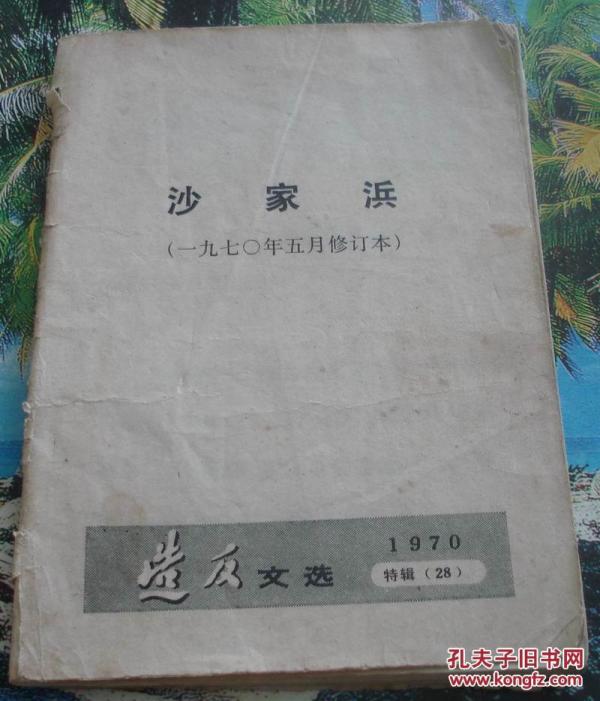 沙家浜
(一九七〇年五月修订本)
造反文选
1970
特辑(28)
孔夫子旧书网
www.kongfz.com